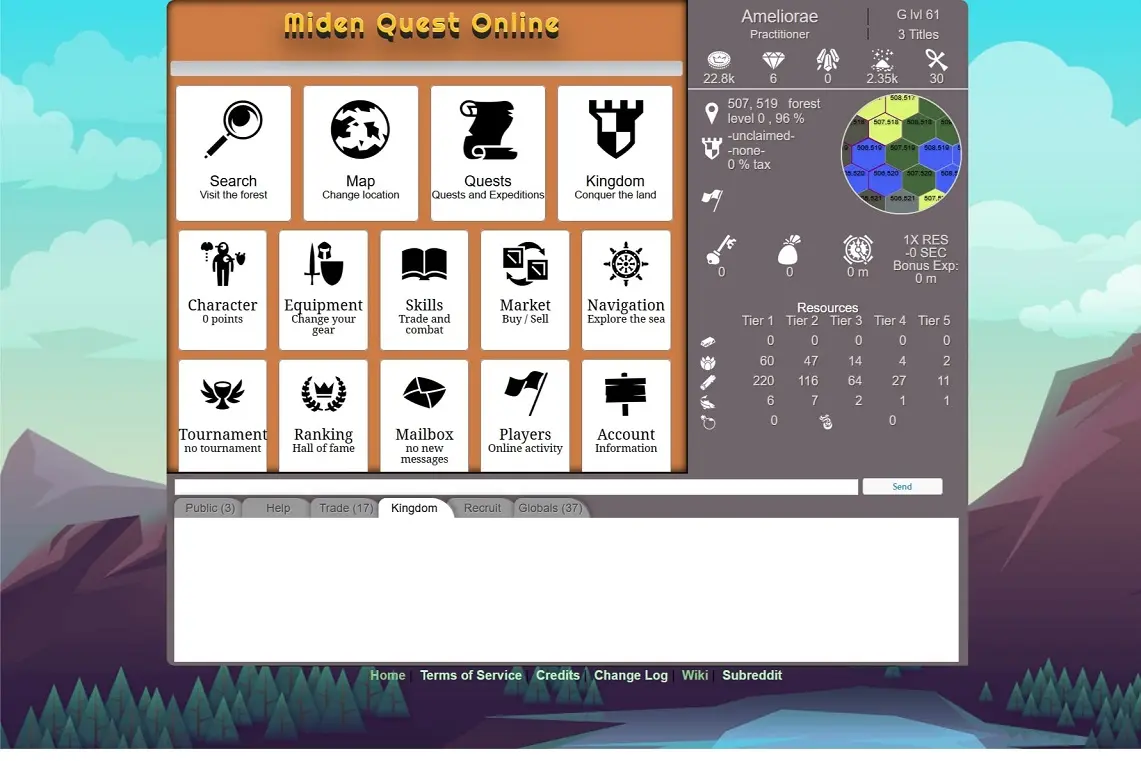 Miden Quest Online
Ameliorae
Practitioner
G lvl 61
3 Titles
22.8k 6 0 2.35k 30
507, 519 forest
level 0 , 96 %
-unclaimed-
-none-
0 % tax
508,517
507,518 508,518
506,519 507,519 508,519
506,520 507,520
506,521
0 0 0 m
1X RES
-0 SEC
Bonus Exp:
0 m
Resources
Tier 1 Tier 2 Tier 3 Tier 4 Tier 5
0 0 0 0 0
60 47 14 4 2
220 116 64 27 11
6 7 2 1 1
0 0
Search
Visit the forest
Map
Change location
Quests
Quests and Expeditions
Kingdom
Conquer the land
Character
0 points
Equipment
Change your
gear
Skills
Trade and
combat
Market
Buy / Sell
Navigation
Explore the sea
Tournament
no tournament
Ranking
Hall of fame
Mailbox
no new
messages
Players
Online activity
Account
Information
Send
Public (3) Help Trade (17) Kingdom Recruit Globals (37)
Home | Terms of Service | Credits | Change Log | Wiki | Subreddit